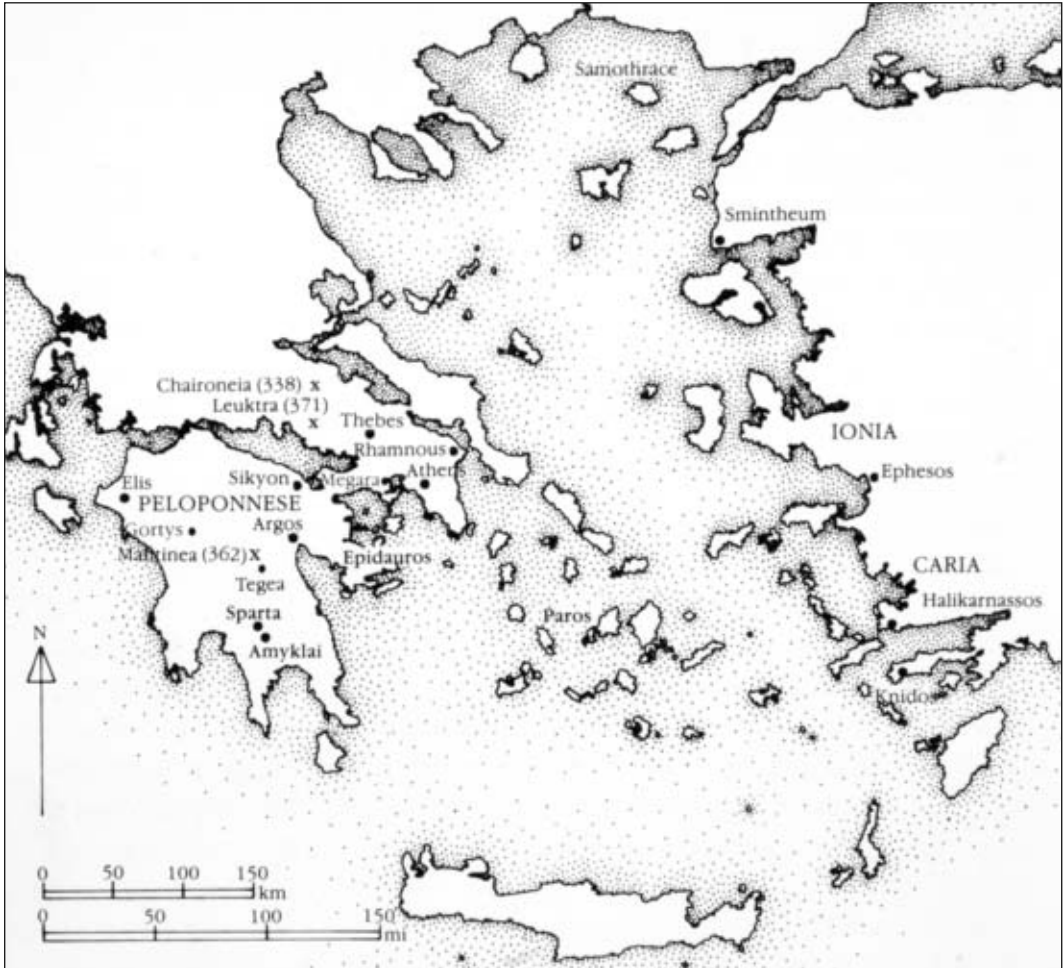 Samothrace
Smintheum
Chaironeia (338) x
Leuktra (371)
x
Thebes
Rhamnous
IONIA
Elis
Sikyon
Megara
Athens
Ephesos
PELOPONNESE
Gortys
Argos
Mantinea (362) x
Epidauros
Tegea
CARIA
Halikarnassos
Sparta
Paros
Amyklai
N
Knidos
0 50 100 150
km
0 50 100 150
mi